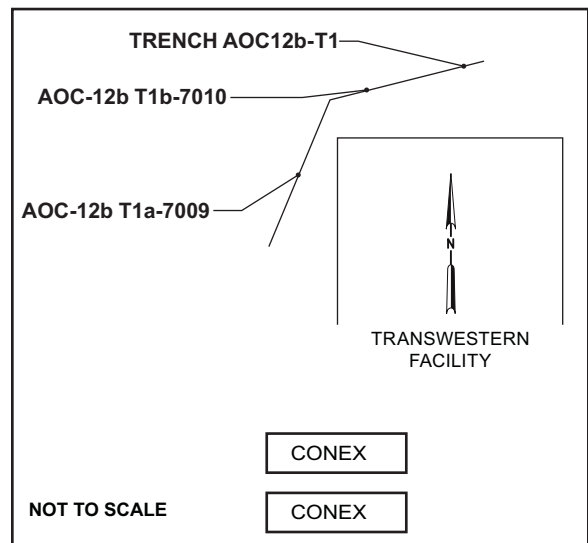 TRENCH AOC12b-T1
AOC-12b T1b-7010
AOC-12b T1a-7009
N
TRANSWESTERN
FACILITY
CONEX
NOT TO SCALE
CONEX